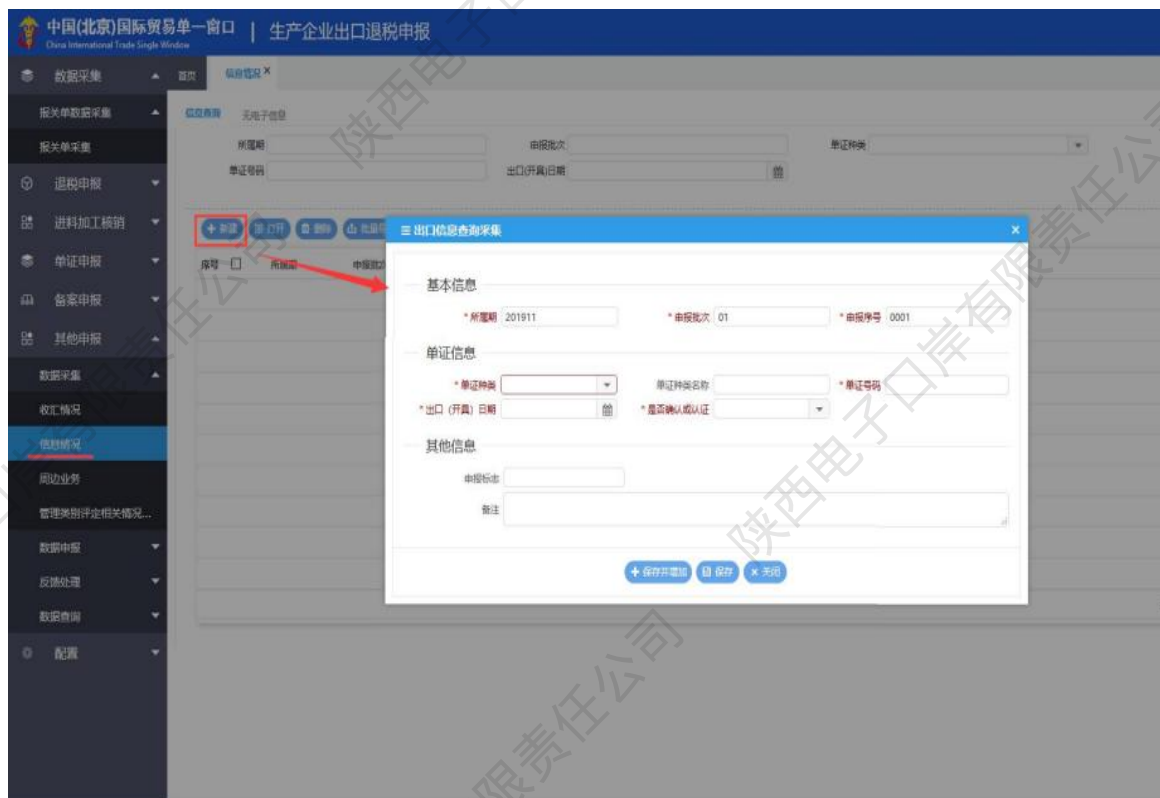 中国(北京)国际贸易单一窗口 | 生产企业出口退税申报
China International Trade Single Window
数据采集
首页 信息情况 ×
报关单数据采集
信息查询 无电子信息
报关单采集
所属期 申报批次 单证种类
单证号码 出口(开具)日期
退税申报
进料加工核销
+ 新建 打开 删除
三 出口信息查询采集 ×
序号 所属期 申报批次
单证申报
备案申报
其他申报
数据采集
收汇情况
信息情况
周边业务
管理类别评定相关情况...
数据申报
反馈处理
数据查询
配置
基本信息
*所属期 201911 *申报批次 01 *申报序号 0001
单证信息
*单证种类 单证种类名称 *单证号码
*出口(开具)日期 *是否确认或认证
其他信息
申报标志
备注
+ 保存并增加 保存 × 关闭
陕西电子口岸有限责任公司